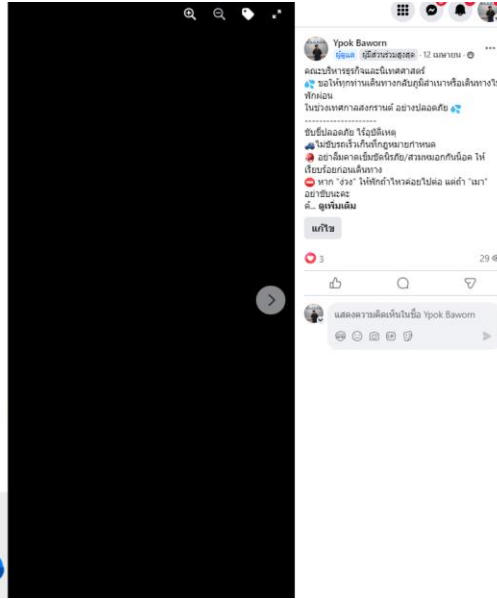 Ypok Baworn
ผู้ดูแล ผู้มีส่วนร่วมสูงสุด · 12 เมษายน ·
คณะบริหารธุรกิจและนิเทศศาสตร์
💦 ขอให้ทุกท่านเดินทางกลับภูมิลำเนาหรือเดินทางไป
พักผ่อน
ในช่วงเทศกาลสงกรานต์ อย่างปลอดภัย 💦
--------------------
ขับขี่ปลอดภัย ไร้อุบัติเหตุ
🚙ไม่ขับรถเร็วเกินที่กฎหมายกำหนด
อย่าลืมคาดเข็มขัดนิรภัย/สวมหมวกกันน็อค ให้
เรียบร้อยก่อนเดินทาง
⛔ หาก "ง่วง" ให้พักถ้าไหวค่อยไปต่อ แต่ถ้า "เมา"
อย่าขับนะคะ
ด้... ดูเพิ่มเติม
แก้ไข
3
29
แสดงความคิดเห็นในชื่อ Ypok Baworn